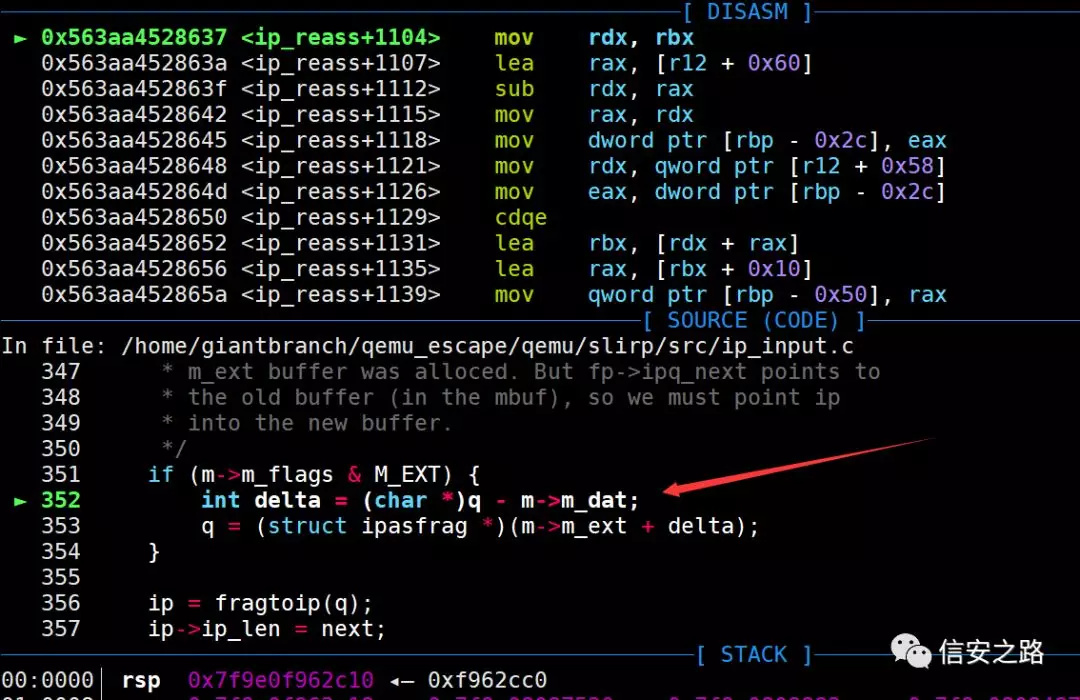 [ DISASM ]
► 0x563aa4528637 <ip_reass+1104> mov rdx, rbx
0x563aa452863a <ip_reass+1107> lea rax, [r12 + 0x60]
0x563aa452863f <ip_reass+1112> sub rdx, rax
0x563aa4528642 <ip_reass+1115> mov rax, rdx
0x563aa4528645 <ip_reass+1118> mov dword ptr [rbp - 0x2c], eax
0x563aa4528648 <ip_reass+1121> mov rdx, qword ptr [r12 + 0x58]
0x563aa452864d <ip_reass+1126> mov eax, dword ptr [rbp - 0x2c]
0x563aa4528650 <ip_reass+1129> cdqe
0x563aa4528652 <ip_reass+1131> lea rbx, [rdx + rax]
0x563aa4528656 <ip_reass+1135> lea rax, [rbx + 0x10]
0x563aa452865a <ip_reass+1139> mov qword ptr [rbp - 0x50], rax
[ SOURCE (CODE) ]
In file: /home/giantbranch/qemu_escape/qemu/slirp/src/ip_input.c
347 * m_ext buffer was alloced. But fp->ipq_next points to
348 * the old buffer (in the mbuf), so we must point ip
349 * into the new buffer.
350 */
351 if (m->m_flags & M_EXT) {
► 352 int delta = (char *)q - m->m_dat;
353 q = (struct ipasfrag *)(m->m_ext + delta);
354 }
355
356 ip = fragtoip(q);
357 ip->ip_len = next;
[ STACK ]
信安之路
00:0000│ rsp 0x7f9e0f962c10 ◂— 0xf962cc0